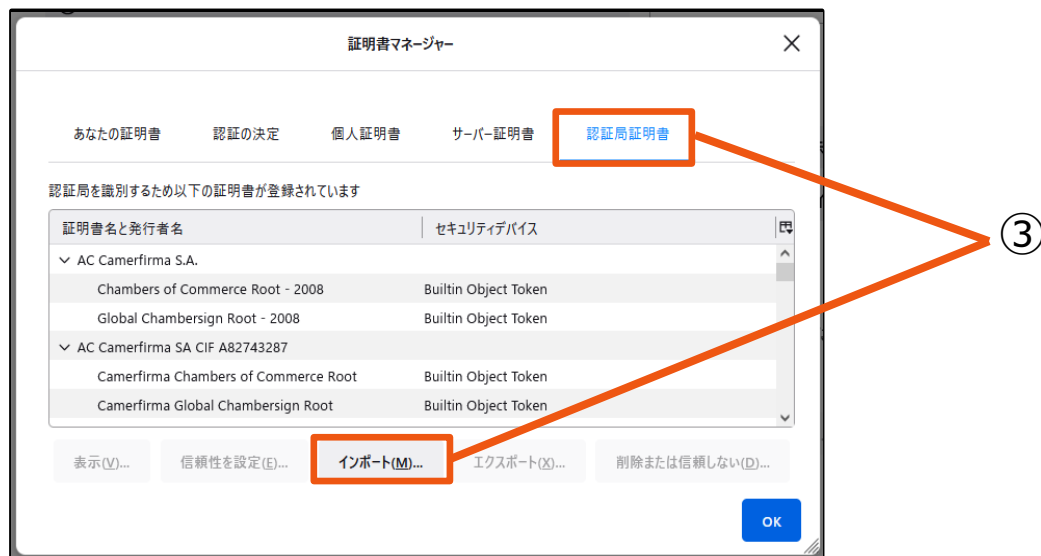 証明書マネージャー
あなたの証明書 認証の決定 個人証明書 サーバー証明書 認証局証明書
認証局を識別するため以下の証明書が登録されています
証明書名と発行者名 セキュリティデバイス
AC Camerfirma S.A.
Chambers of Commerce Root - 2008 Builtin Object Token
Global Chambersign Root - 2008 Builtin Object Token
AC Camerfirma SA CIF A82743287
Camerfirma Chambers of Commerce Root Builtin Object Token
Camerfirma Global Chambersign Root Builtin Object Token
表示(V)... 信頼性を設定(E)... インポート(M)... エクスポート(X)... 削除または信頼しない(D)...
OK
③